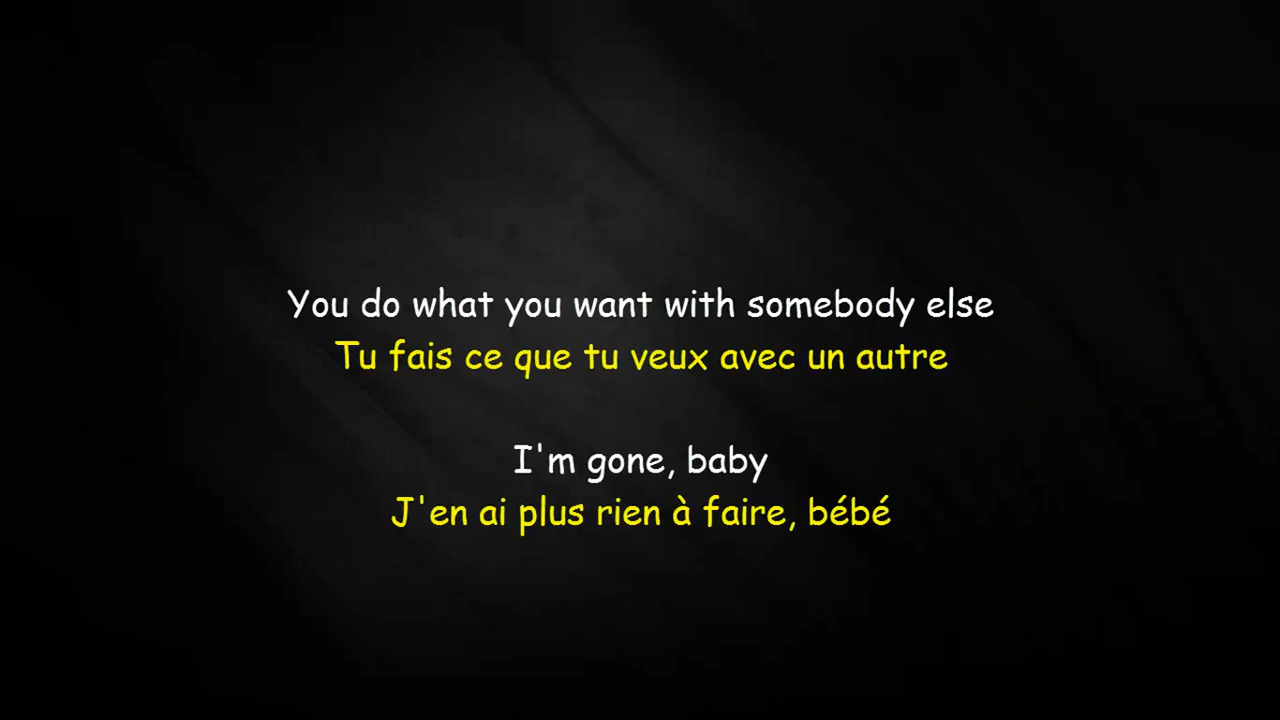 You do what you want with somebody else
Tu fais ce que tu veux avec un autre
I'm gone, baby
J'en ai plus rien à faire, bébé